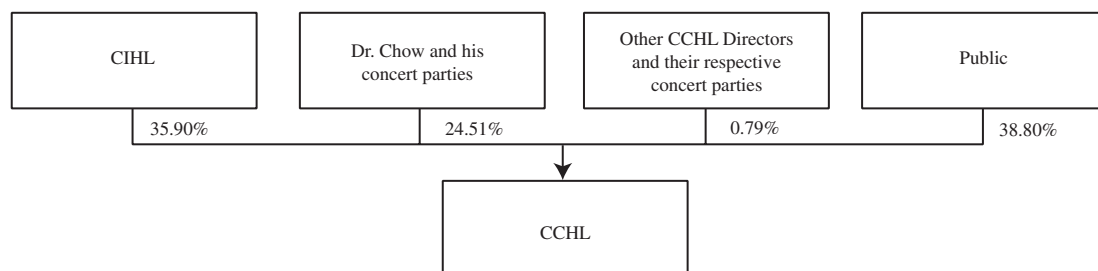 CIHL
Dr. Chow and his
concert parties
Other CCHL Directors
and their respective
concert parties
Public
35.90%
24.51%
0.79%
38.80%
CCHL